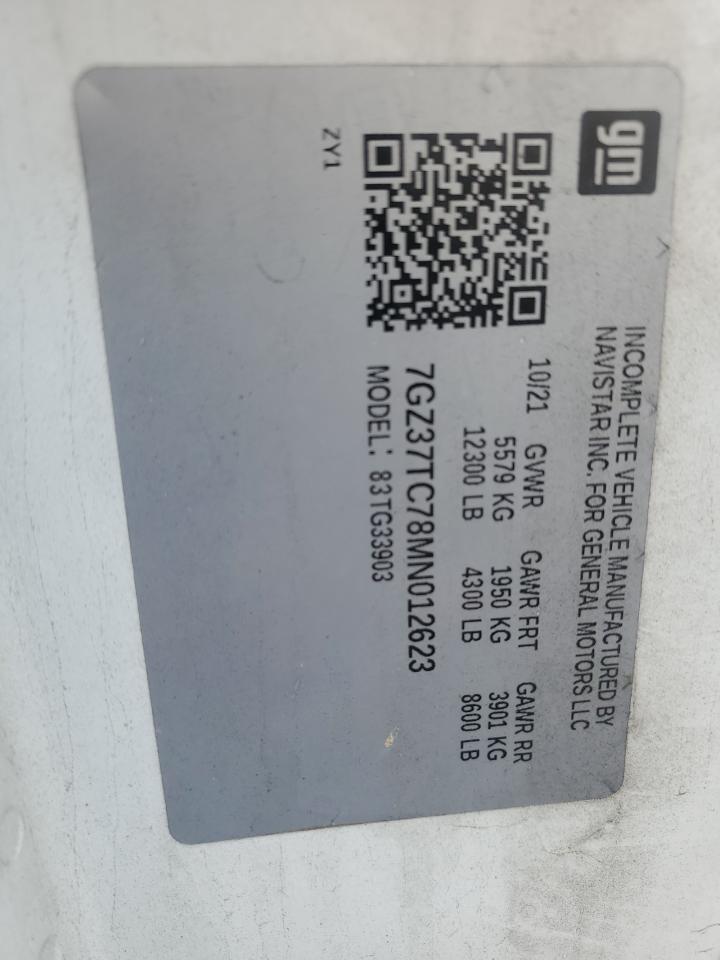 gm
INCOMPLETE VEHICLE MANUFACTURED BY
NAVISTAR INC. FOR GENERAL MOTORS LLC
10/21 GVWR GAWR FRT GAWR RR
5579 KG 1950 KG 3901 KG
12300 LB 4300 LB 8600 LB
7GZ37TC78MN012623
MODEL: 83TG33903
ZY1